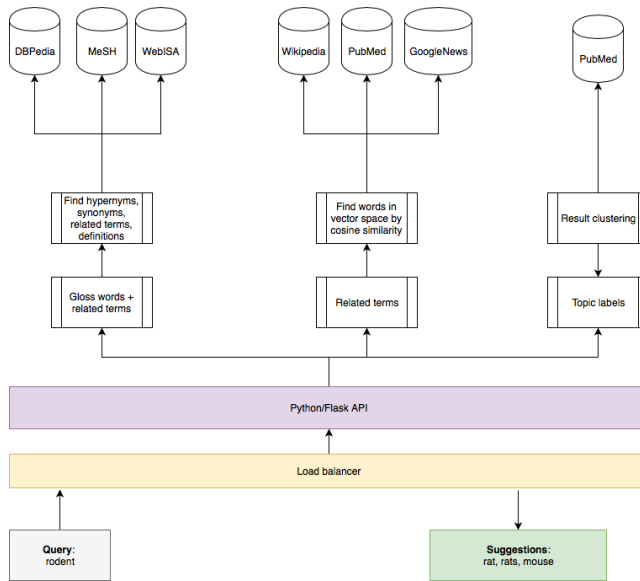 DBPedia
MeSH
WebISA
Wikipedia
PubMed
GoogleNews
PubMed
Find hypernyms,
synonyms,
related terms,
definitions
Find words in
vector space by
cosine similarity
Result clustering
Gloss words +
related terms
Related terms
Topic labels
Python/Flask API
Load balancer
Query:
rodent
Suggestions:
rat, rats, mouse